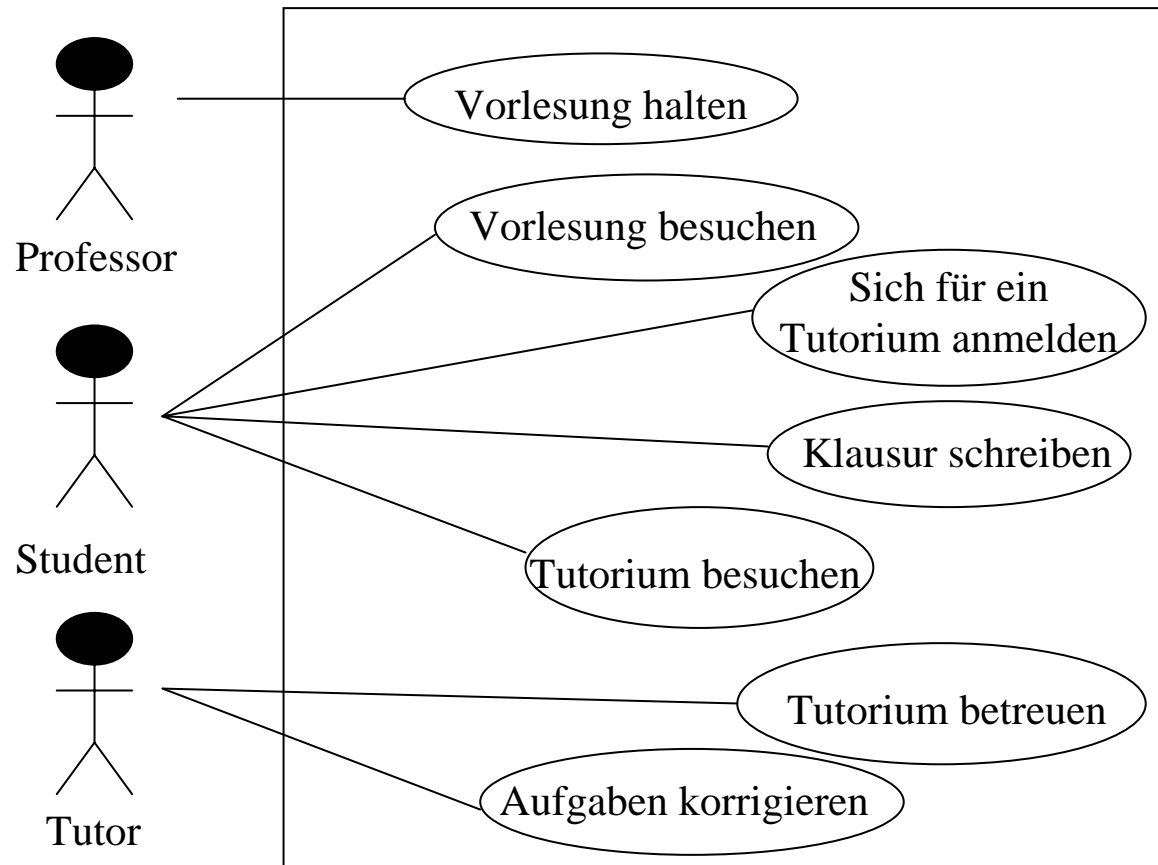 Vorlesung halten
Professor
Vorlesung besuchen
Sich für ein
Tutorium anmelden
Klausur schreiben
Student
Tutorium besuchen
Tutorium betreuen
Aufgaben korrigieren
Tutor